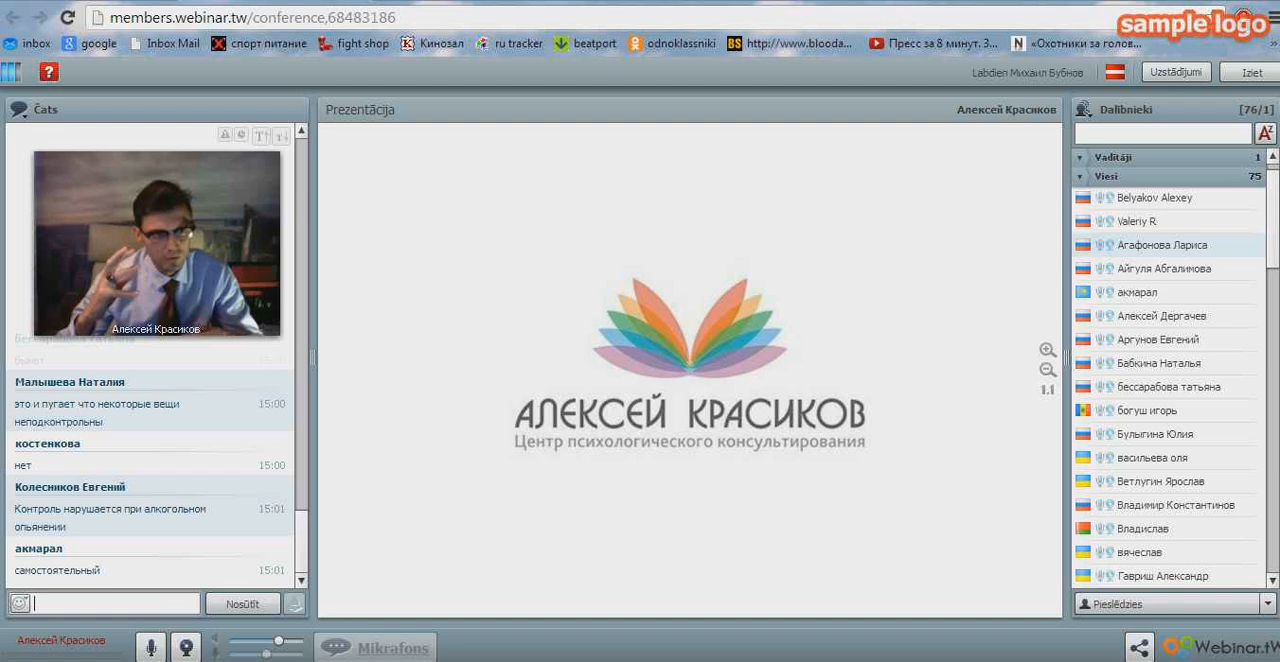 members.webinar.tw/conference,68483186
sample logo
inbox
google
InboxMail
спорт питание
fight shop
Кинозал
ru tracker
beatport
odnoklassniki
http://www.blooda...
Пресс за 8 минут. 3...
«Охотники за голов...
Labdien Михаил Бубнов
Uzstādījumi
Iziet
Čats
Алексей Красиков
Малышева Наталия
это и пугает что некоторые вещи 15:00
неподконтрольны
костенкова
нет 15:00
Колесников Евгений
Контроль нарушается при алкогольном 15:01
опьянении
акмарал
самостоятельный 15:01
Nosūtīt
Prezentācija
Алексей Красиков
АЛЕКСЕЙ КРАСИКОВ
Центр психологического консультирования
1:1
Dalībnieki [76/1]
Vadītāji 1
Viesi 75
Belyakov Alexey
Valeriy R
Агафонова Лариса
Айгуля Абгалимова
акмарал
Алексей Дергачев
Аргунов Евгений
Бабкина Наталья
бессарабова татьяна
богуш игорь
Булыгина Юлия
васильева оля
Ветлугин Ярослав
Владимир Константинов
Владислав
вячеслав
Гавриш Александр
Pieslēdzies
Алексей Красиков
Mikrafons
Webinar.tw